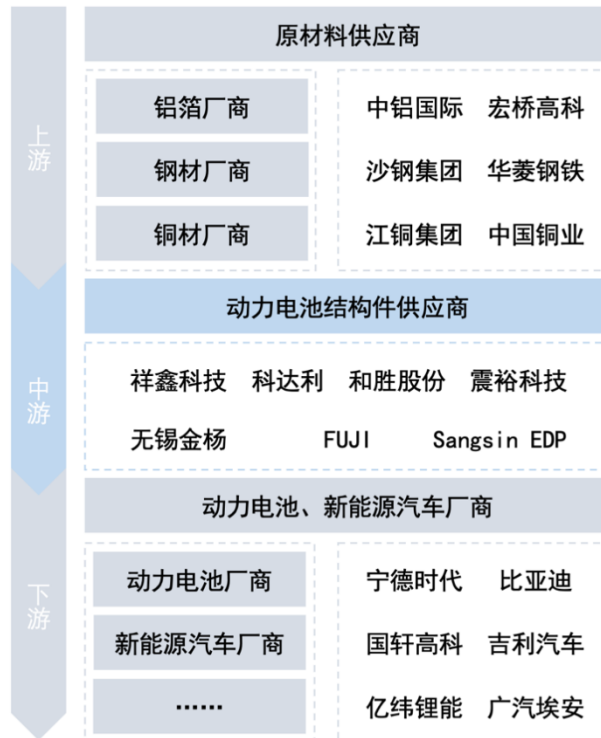 上游
原材料供应商
铝箔厂商
中铝国际 宏桥高科
钢材厂商
沙钢集团 华菱钢铁
铜材厂商
江铜集团 中国铜业
中游
动力电池结构件供应商
祥鑫科技 科达利 和胜股份 震裕科技
无锡金杨 FUJI Sangsin EDP
下游
动力电池、新能源汽车厂商
动力电池厂商
宁德时代 比亚迪
新能源汽车厂商
国轩高科 吉利汽车
……
亿纬锂能 广汽埃安